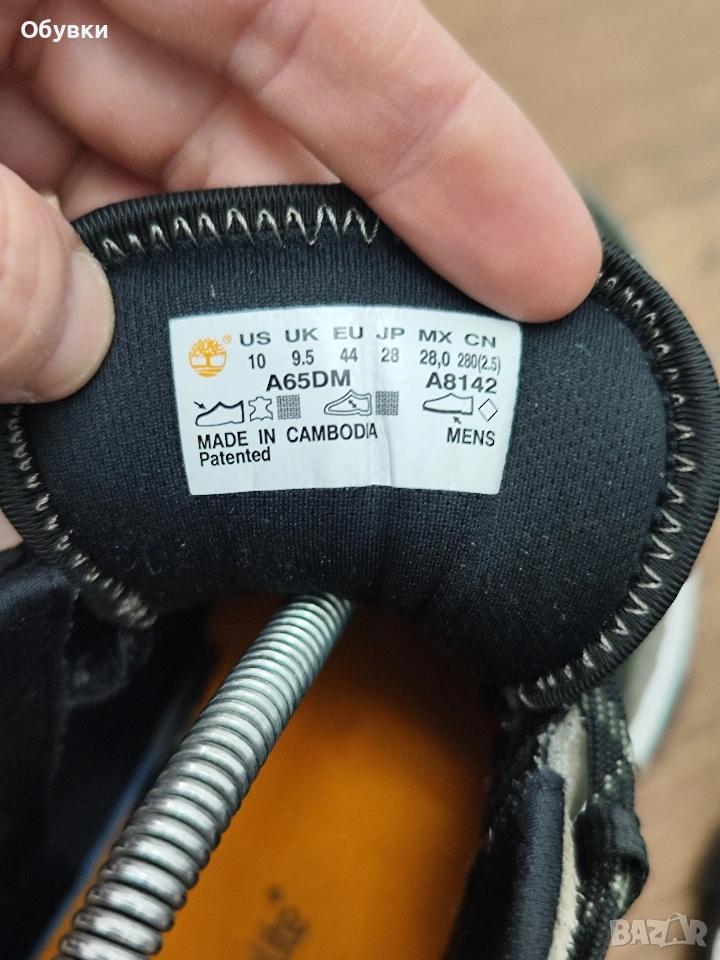 Обувки
US UK EU JP MX CN
10 9.5 44 28 28,0 280(2.5)
A65DM A8142
MADE IN CAMBODIA MENS
Patented
BAZAR